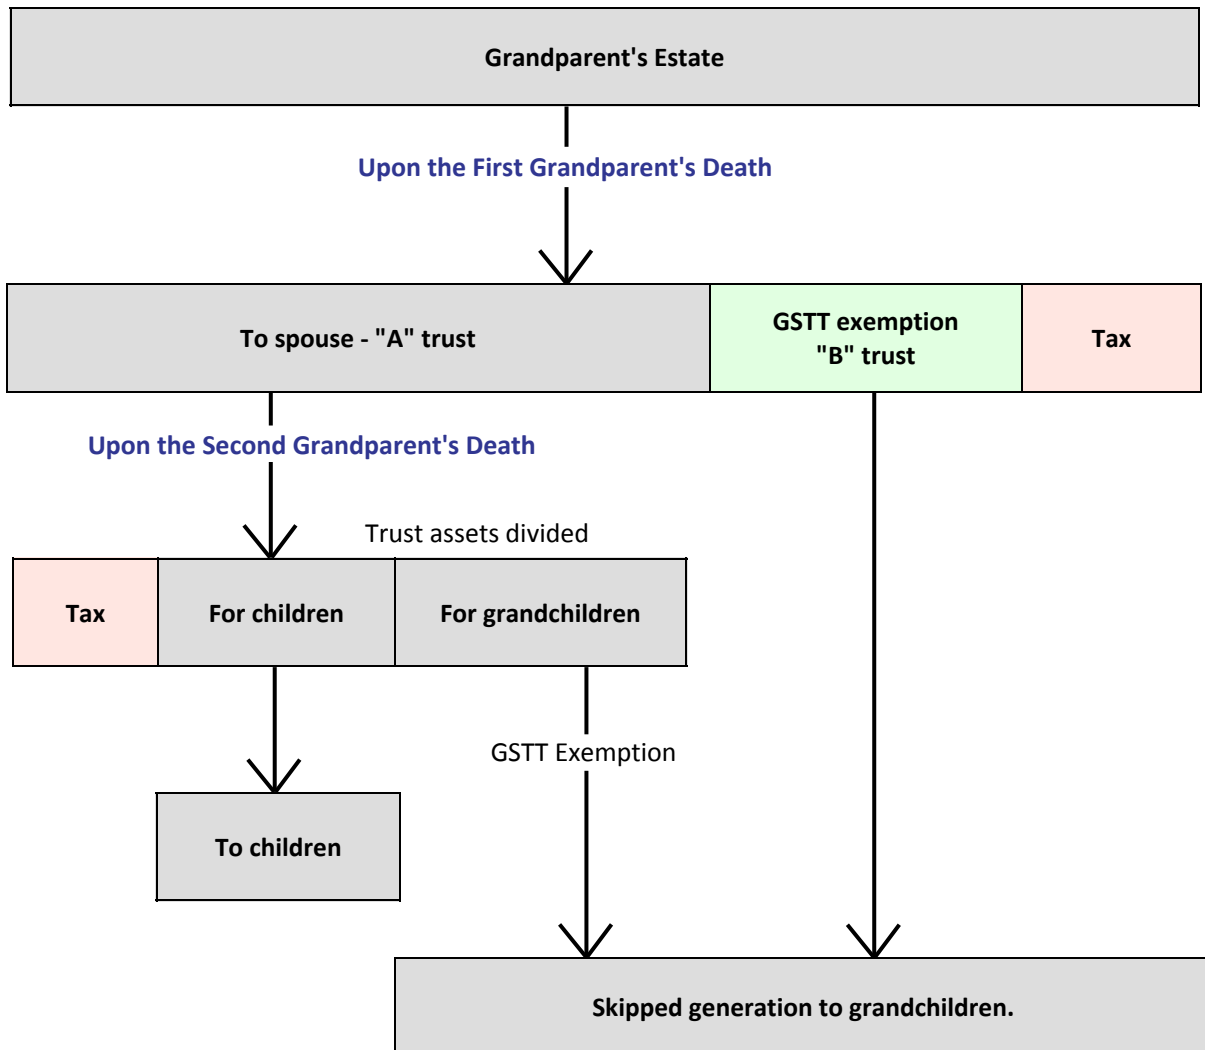 Grandparent's Estate
Upon the First Grandparent's Death
To spouse - "A" trust
GSTT exemption
"B" trust
Tax
Upon the Second Grandparent's Death
Trust assets divided
Tax
For children
For grandchildren
GSTT Exemption
To children
Skipped generation to grandchildren.